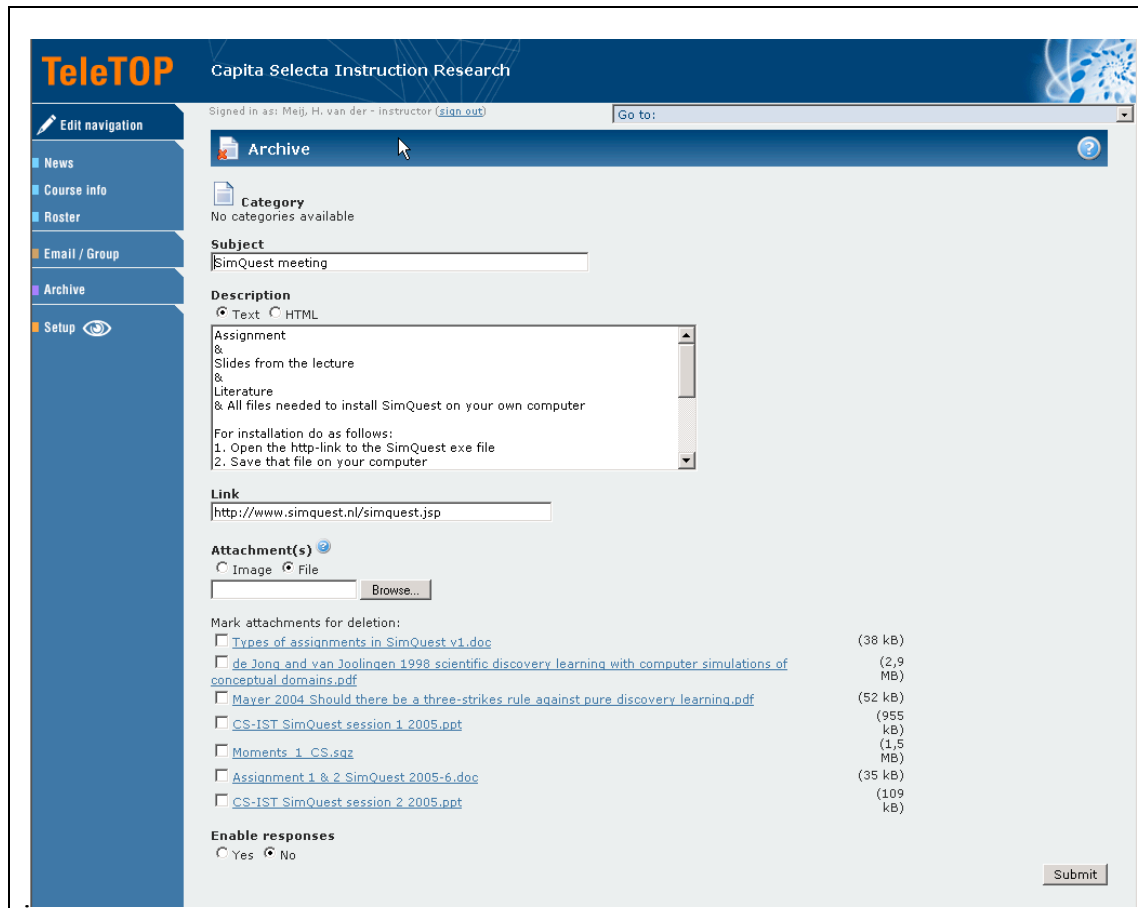 TeleTOP
Capita Selecta Instruction Research
Signed in as: Meij, H. van der - instructor (sign out)
Go to:
Edit navigation
News
Course info
Roster
Email / Group
Archive
Setup
Archive
Category
No categories available
Subject
SimQuest meeting
Description
Text HTML
Assignment
&
Slides from the lecture
&
Literature
& All files needed to install SimQuest on your own computer
For installation do as follows:
1. Open the http-link to the SimQuest exe file
2. Save that file on your computer
Link
http://www.simquest.nl/simquest.jsp
Attachment(s) ?
Image File
Browse...
Mark attachments for deletion:
Types of assignments in SimQuest v1.doc (38 kB)
de Jong and van Joolingen 1998 scientific discovery learning with computer simulations of (2,9
conceptual domains.pdf MB)
Mayer 2004 Should there be a three-strikes rule against pure discovery learning.pdf (52 kB)
CS-IST SimQuest session 1 2005.ppt (955
kB)
Moments_1_CS.sqz (1,5
MB)
Assignment 1 & 2 SimQuest 2005-6.doc (35 kB)
CS-IST SimQuest session 2 2005.ppt (109
kB)
Enable responses
Yes No
Submit